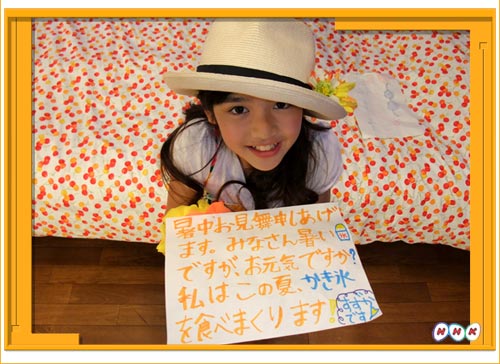 暑中お見舞申しあげ
ます。みなさん暑い
ですが、お元気ですか?
私はこの夏、かき氷
を食べまくります!
NHK